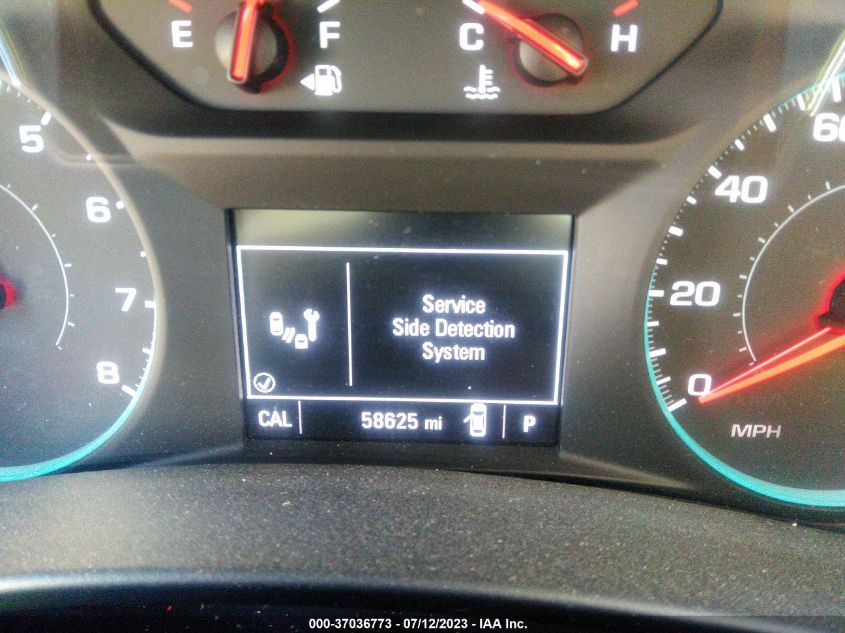 E F C H
5
6
7
8
60
40
20
0
MPH
Service
Side Detection
System
CAL 58625 mi P
000-37036773 - 07/12/2023 - IAA Inc.